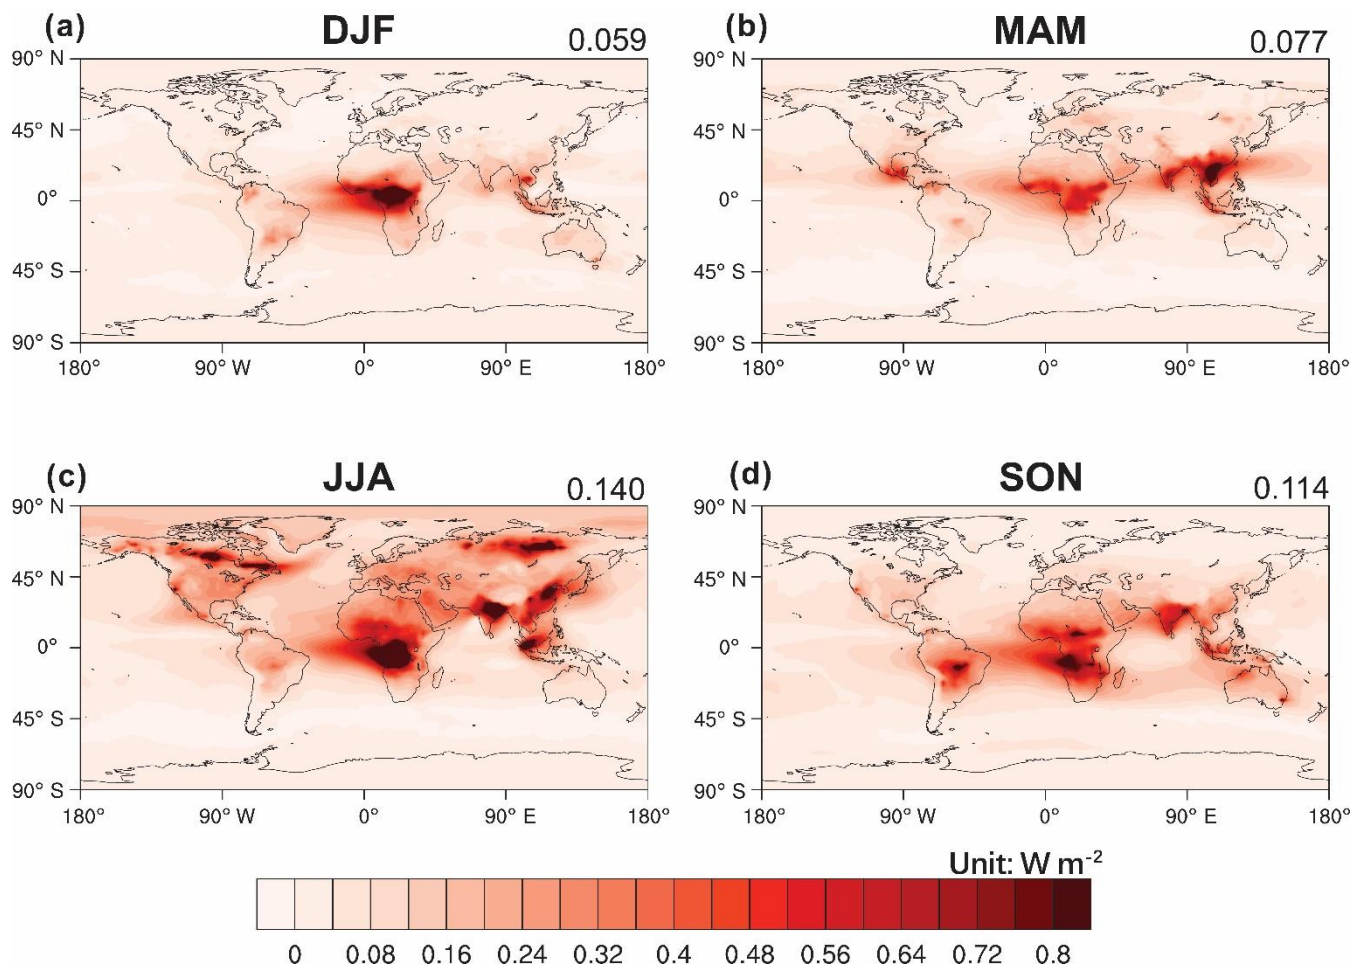 (a) DJF 0.059
90° N
45° N
0°
45° S
90° S
180° 90° W 0° 90° E 180°
(b) MAM 0.077
90° N
45° N
0°
45° S
90° S
180° 90° W 0° 90° E 180°
(c) JJA 0.140
90° N
45° N
0°
45° S
90° S
180° 90° W 0° 90° E 180°
(d) SON 0.114
90° N
45° N
0°
45° S
90° S
180° 90° W 0° 90° E 180°
Unit: W m⁻²
0 0.08 0.16 0.24 0.32 0.4 0.48 0.56 0.64 0.72 0.8